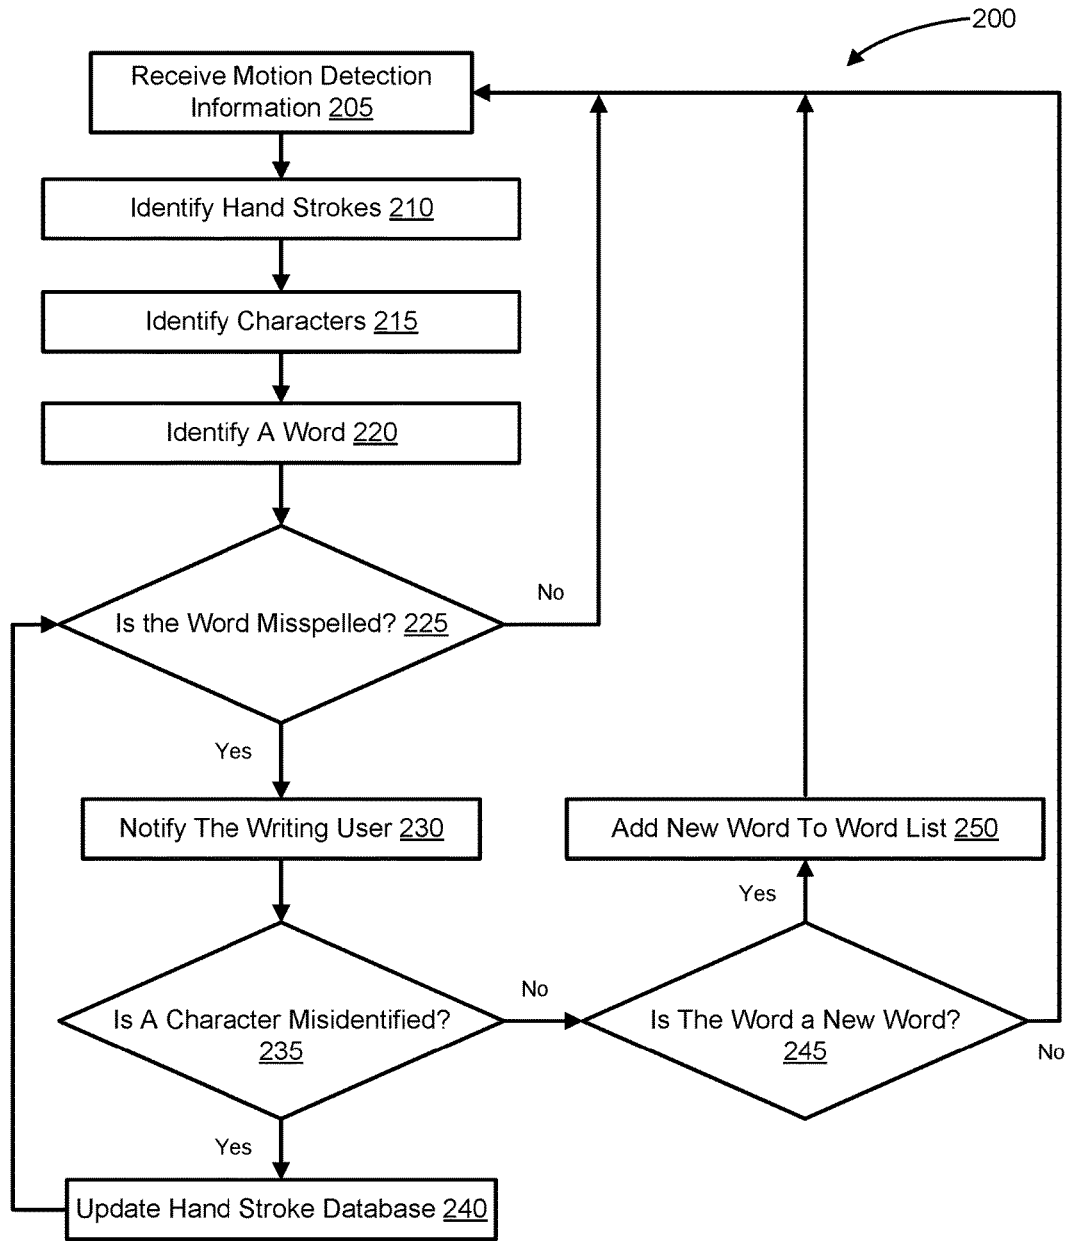 200
Receive Motion Detection
Information 205
Identify Hand Strokes 210
Identify Characters 215
Identify A Word 220
No
Is the Word Misspelled? 225
Yes
Notify The Writing User 230
Add New Word To Word List 250
Yes
No
Is A Character Misidentified?
235
Is The Word a New Word?
245
No
Yes
Update Hand Stroke Database 240